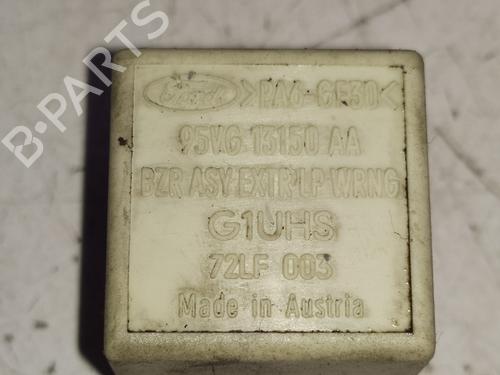 Ford >PA6-GF30<
95VG 13150 AA
BZR ASY EXTR LP WRNG
G1UHS
72LF 003
Made in Austria
B-PARTS